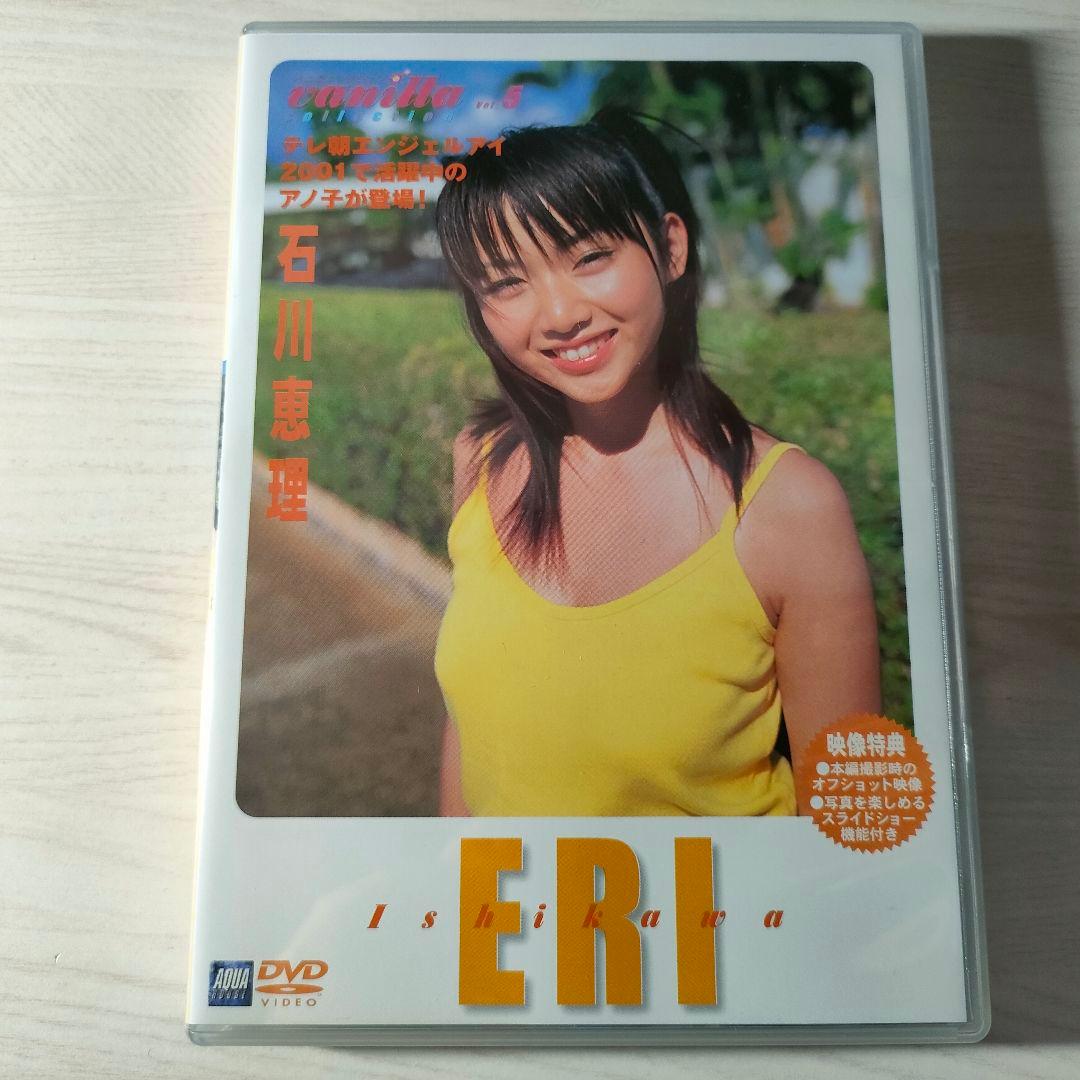 vanilla Vol.5
collection
テレ朝エンジェルアイ
2001で活躍中の
アノ子が登場!
石川恵理
映像特典
●本編撮影時の
オフショット映像
●写真を楽しめる
スライドショー
機能付き
ERI
Ishikawa
AQUA
HOUSE
DVD
VIDEO